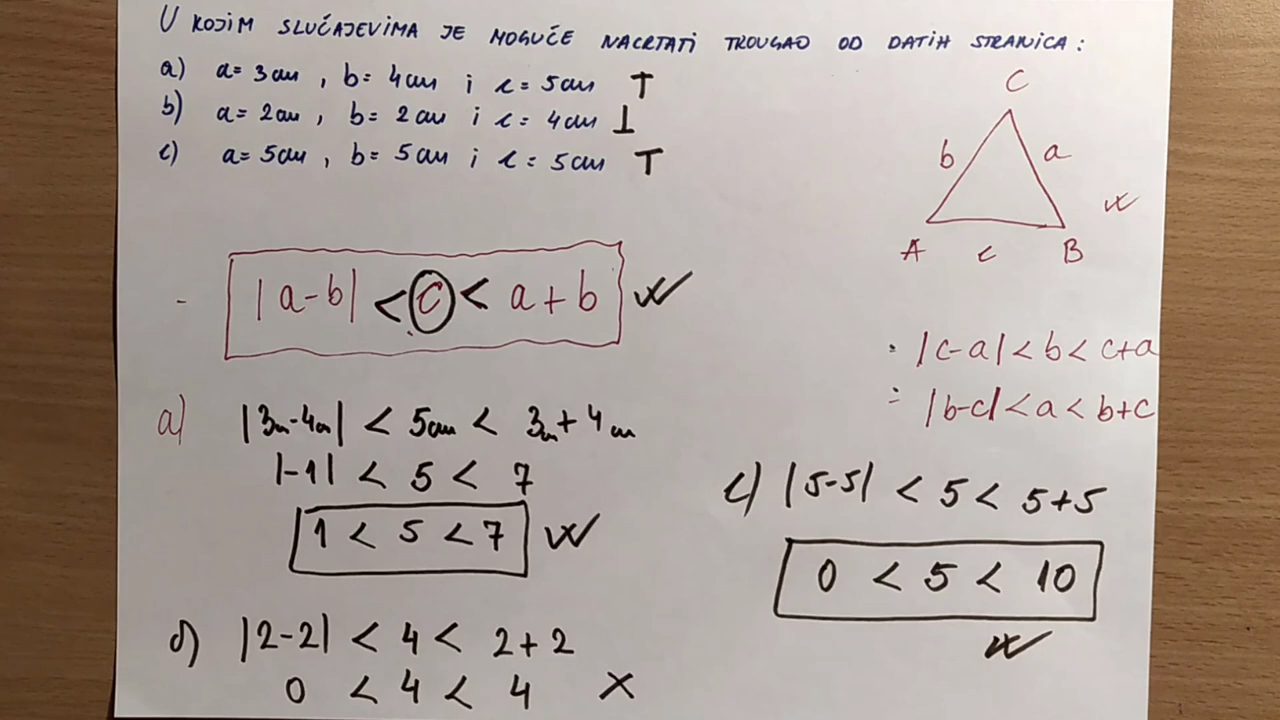 U KOJIM SLUČAJEVIMA JE MOGUĆE NACRTATI TROUGAO OD DATIH STRANICA:
a) a= 3cm, b= 4cm i c= 5cm T
b) a= 2cm, b= 2cm i c= 4cm ⊥
c) a= 5cm, b= 5cm i c= 5cm T
C
b a
A c B
- |a-b| < c < a+b
|c-a| < b < c+a
|b-c| < a < b+c
a) |3cm-4cm| < 5cm < 3cm+4cm
|-1| < 5 < 7
1 < 5 < 7
б) |2-2| < 4 < 2+2
0 < 4 < 4 ×
c) |5-5| < 5 < 5+5
0 < 5 < 10